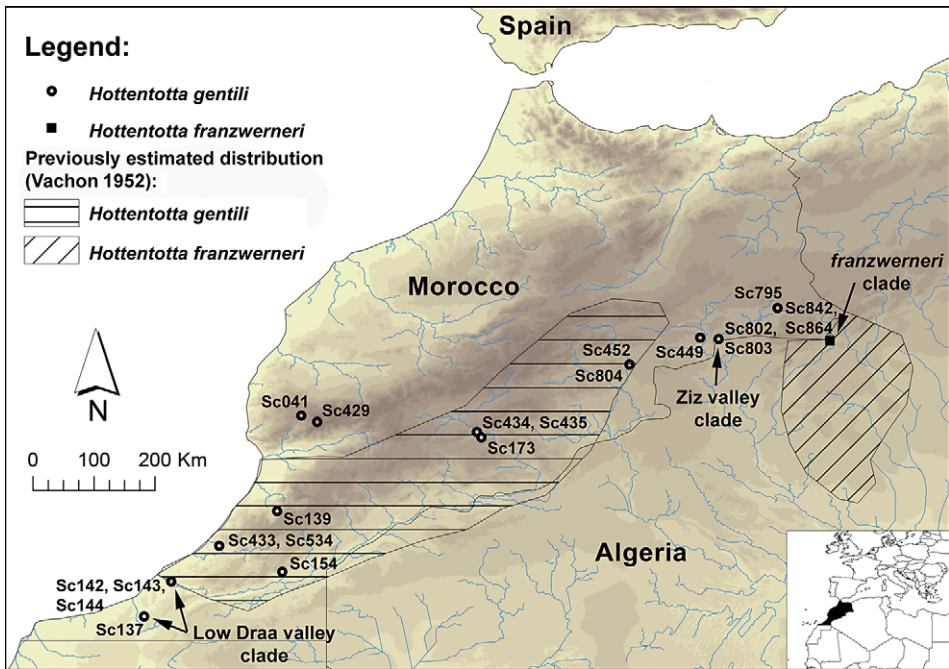 Spain
Legend:
Hottentotta gentili
Hottentotta franzwerneri
Previously estimated distribution
(Vachon 1952):
Hottentotta gentili
Hottentotta franzwerneri
Morocco
franzwerneri
clade
Sc795
Sc842,
Sc802, Sc864
Sc803
Sc449
Sc452
Sc804
Ziz valley
clade
Sc041
Sc429
Sc434, Sc435
Sc173
N
0 100 200 Km
Sc139
Sc433, Sc534
Algeria
Sc154
Sc142, Sc143,
Sc144
Sc137
Low Draa valley
clade